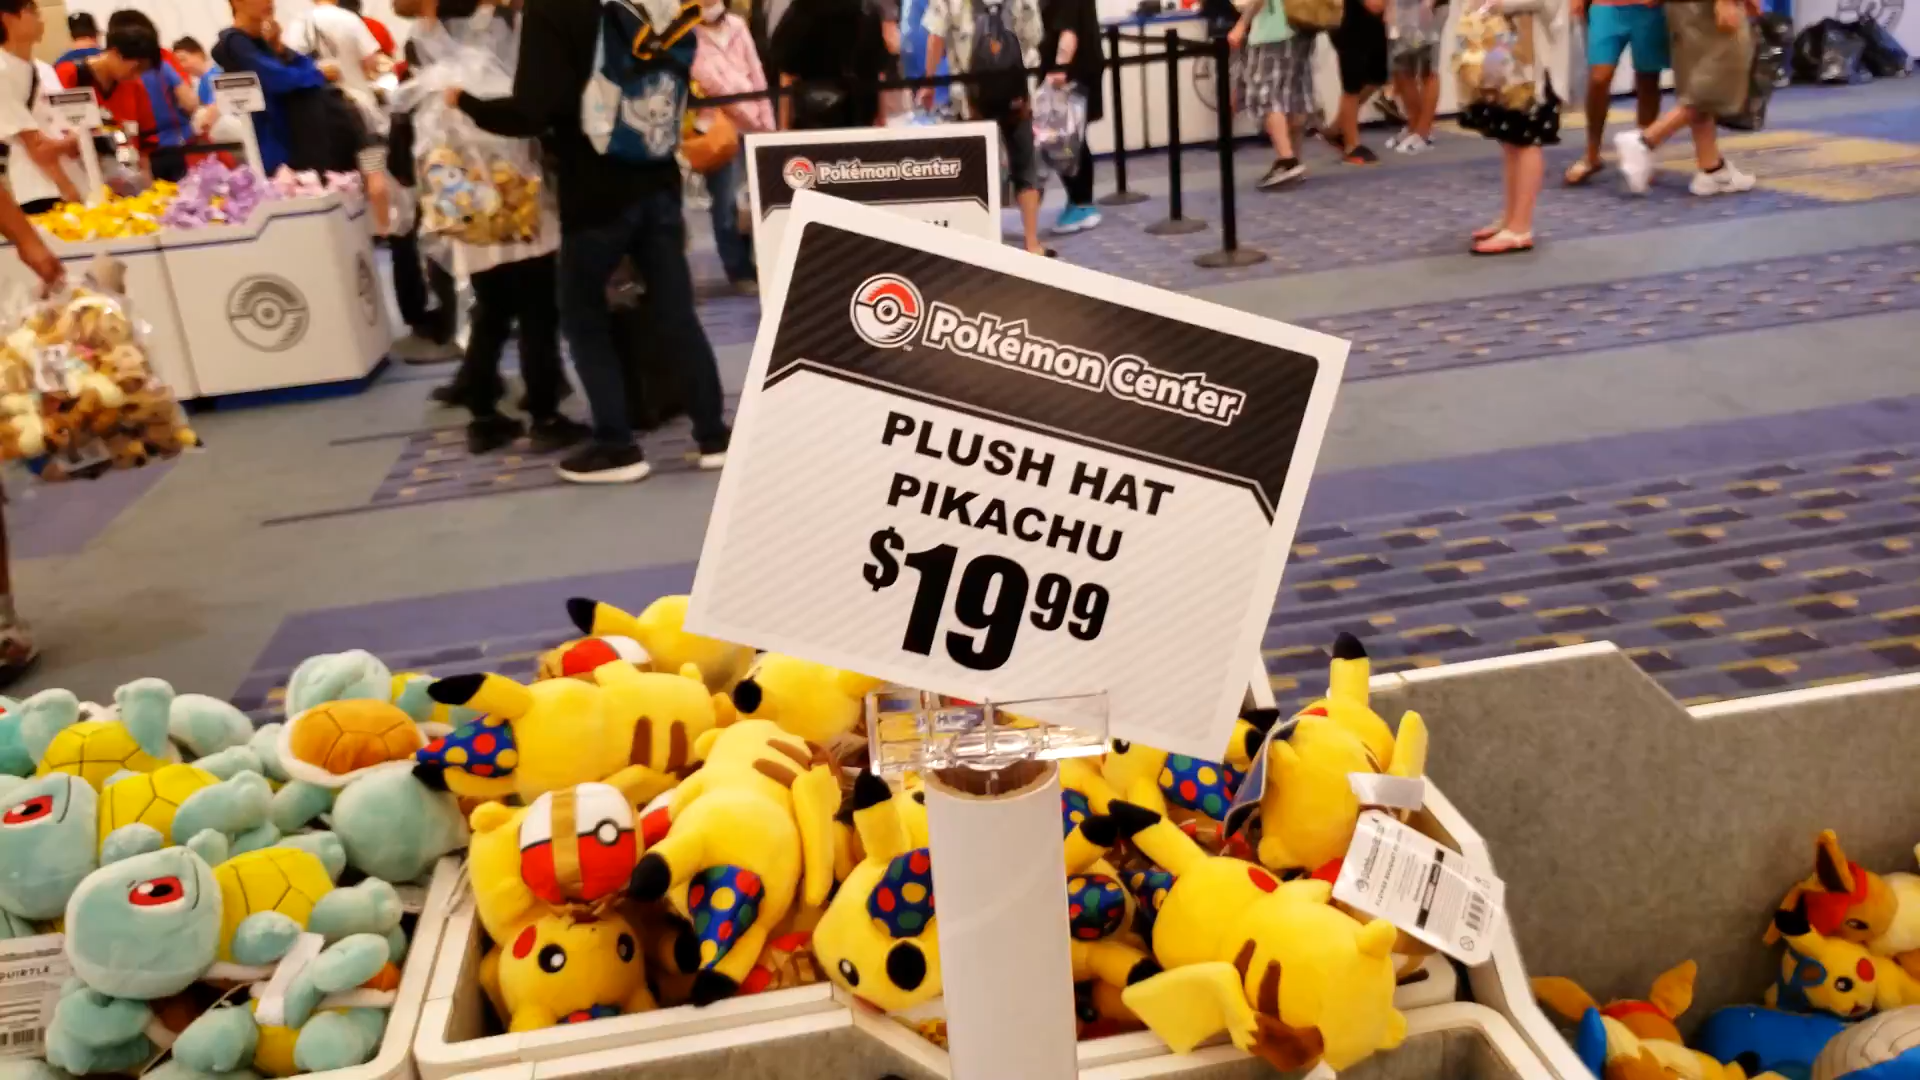 Pokémon Center
Pokémon Center
PLUSH HAT
PIKACHU
$19.99